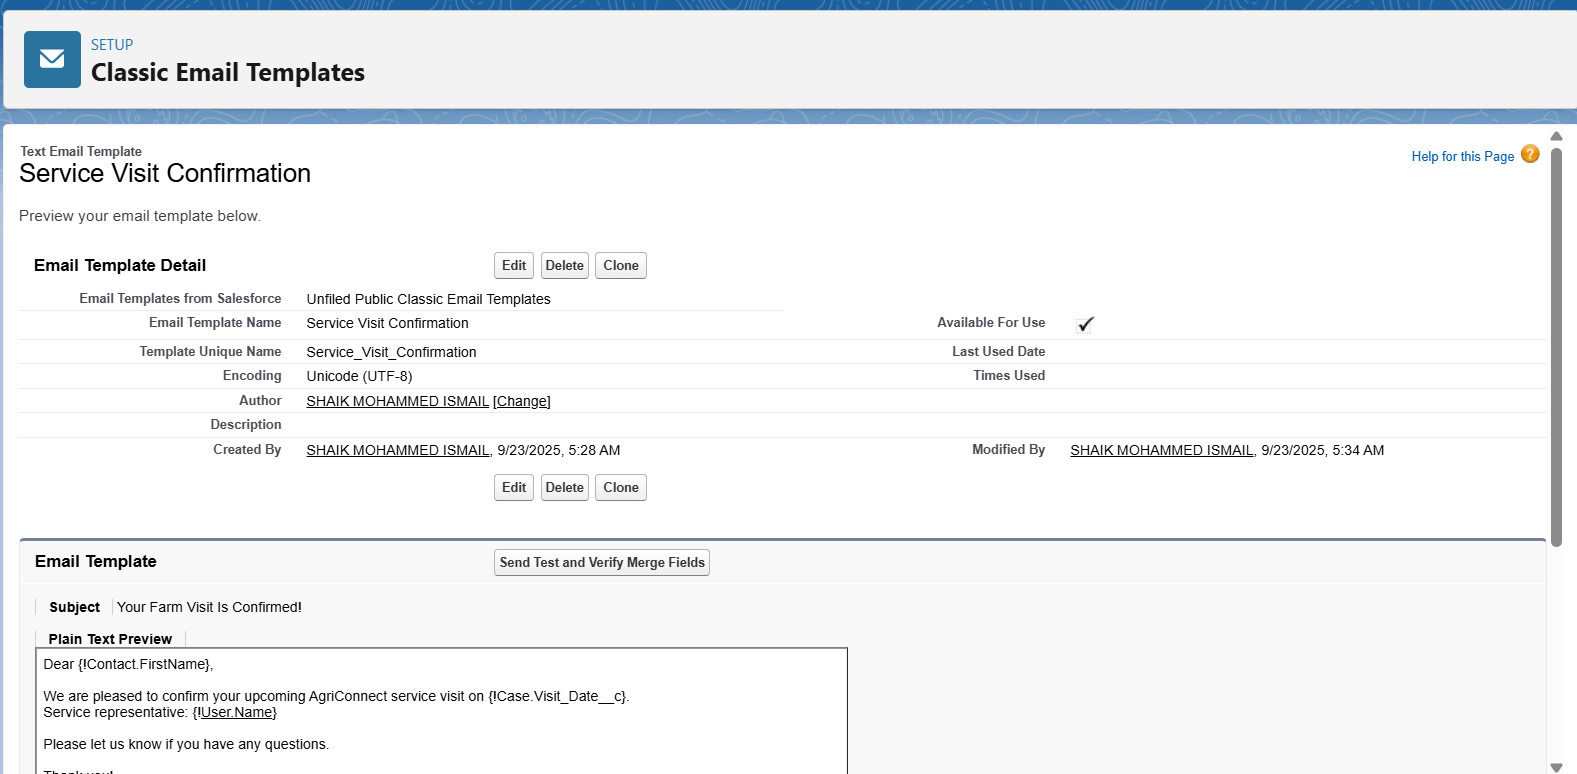 SETUP
Classic Email Templates
Text Email Template
Service Visit Confirmation
Help for this Page ?
Preview your email template below.
Email Template Detail Edit Delete Clone
Email Templates from Salesforce Unfiled Public Classic Email Templates
Email Template Name Service Visit Confirmation Available For Use
Template Unique Name Service_Visit_Confirmation Last Used Date
Encoding Unicode (UTF-8) Times Used
Author SHAIK MOHAMMED ISMAIL [Change]
Description
Created By SHAIK MOHAMMED ISMAIL, 9/23/2025, 5:28 AM Modified By SHAIK MOHAMMED ISMAIL, 9/23/2025, 5:34 AM
Edit Delete Clone
Email Template Send Test and Verify Merge Fields
Subject Your Farm Visit Is Confirmed!
Plain Text Preview
Dear {!Contact.FirstName},
We are pleased to confirm your upcoming AgriConnect service visit on {!Case.Visit_Date__c}.
Service representative: {!User.Name}
Please let us know if you have any questions.
Thank you!